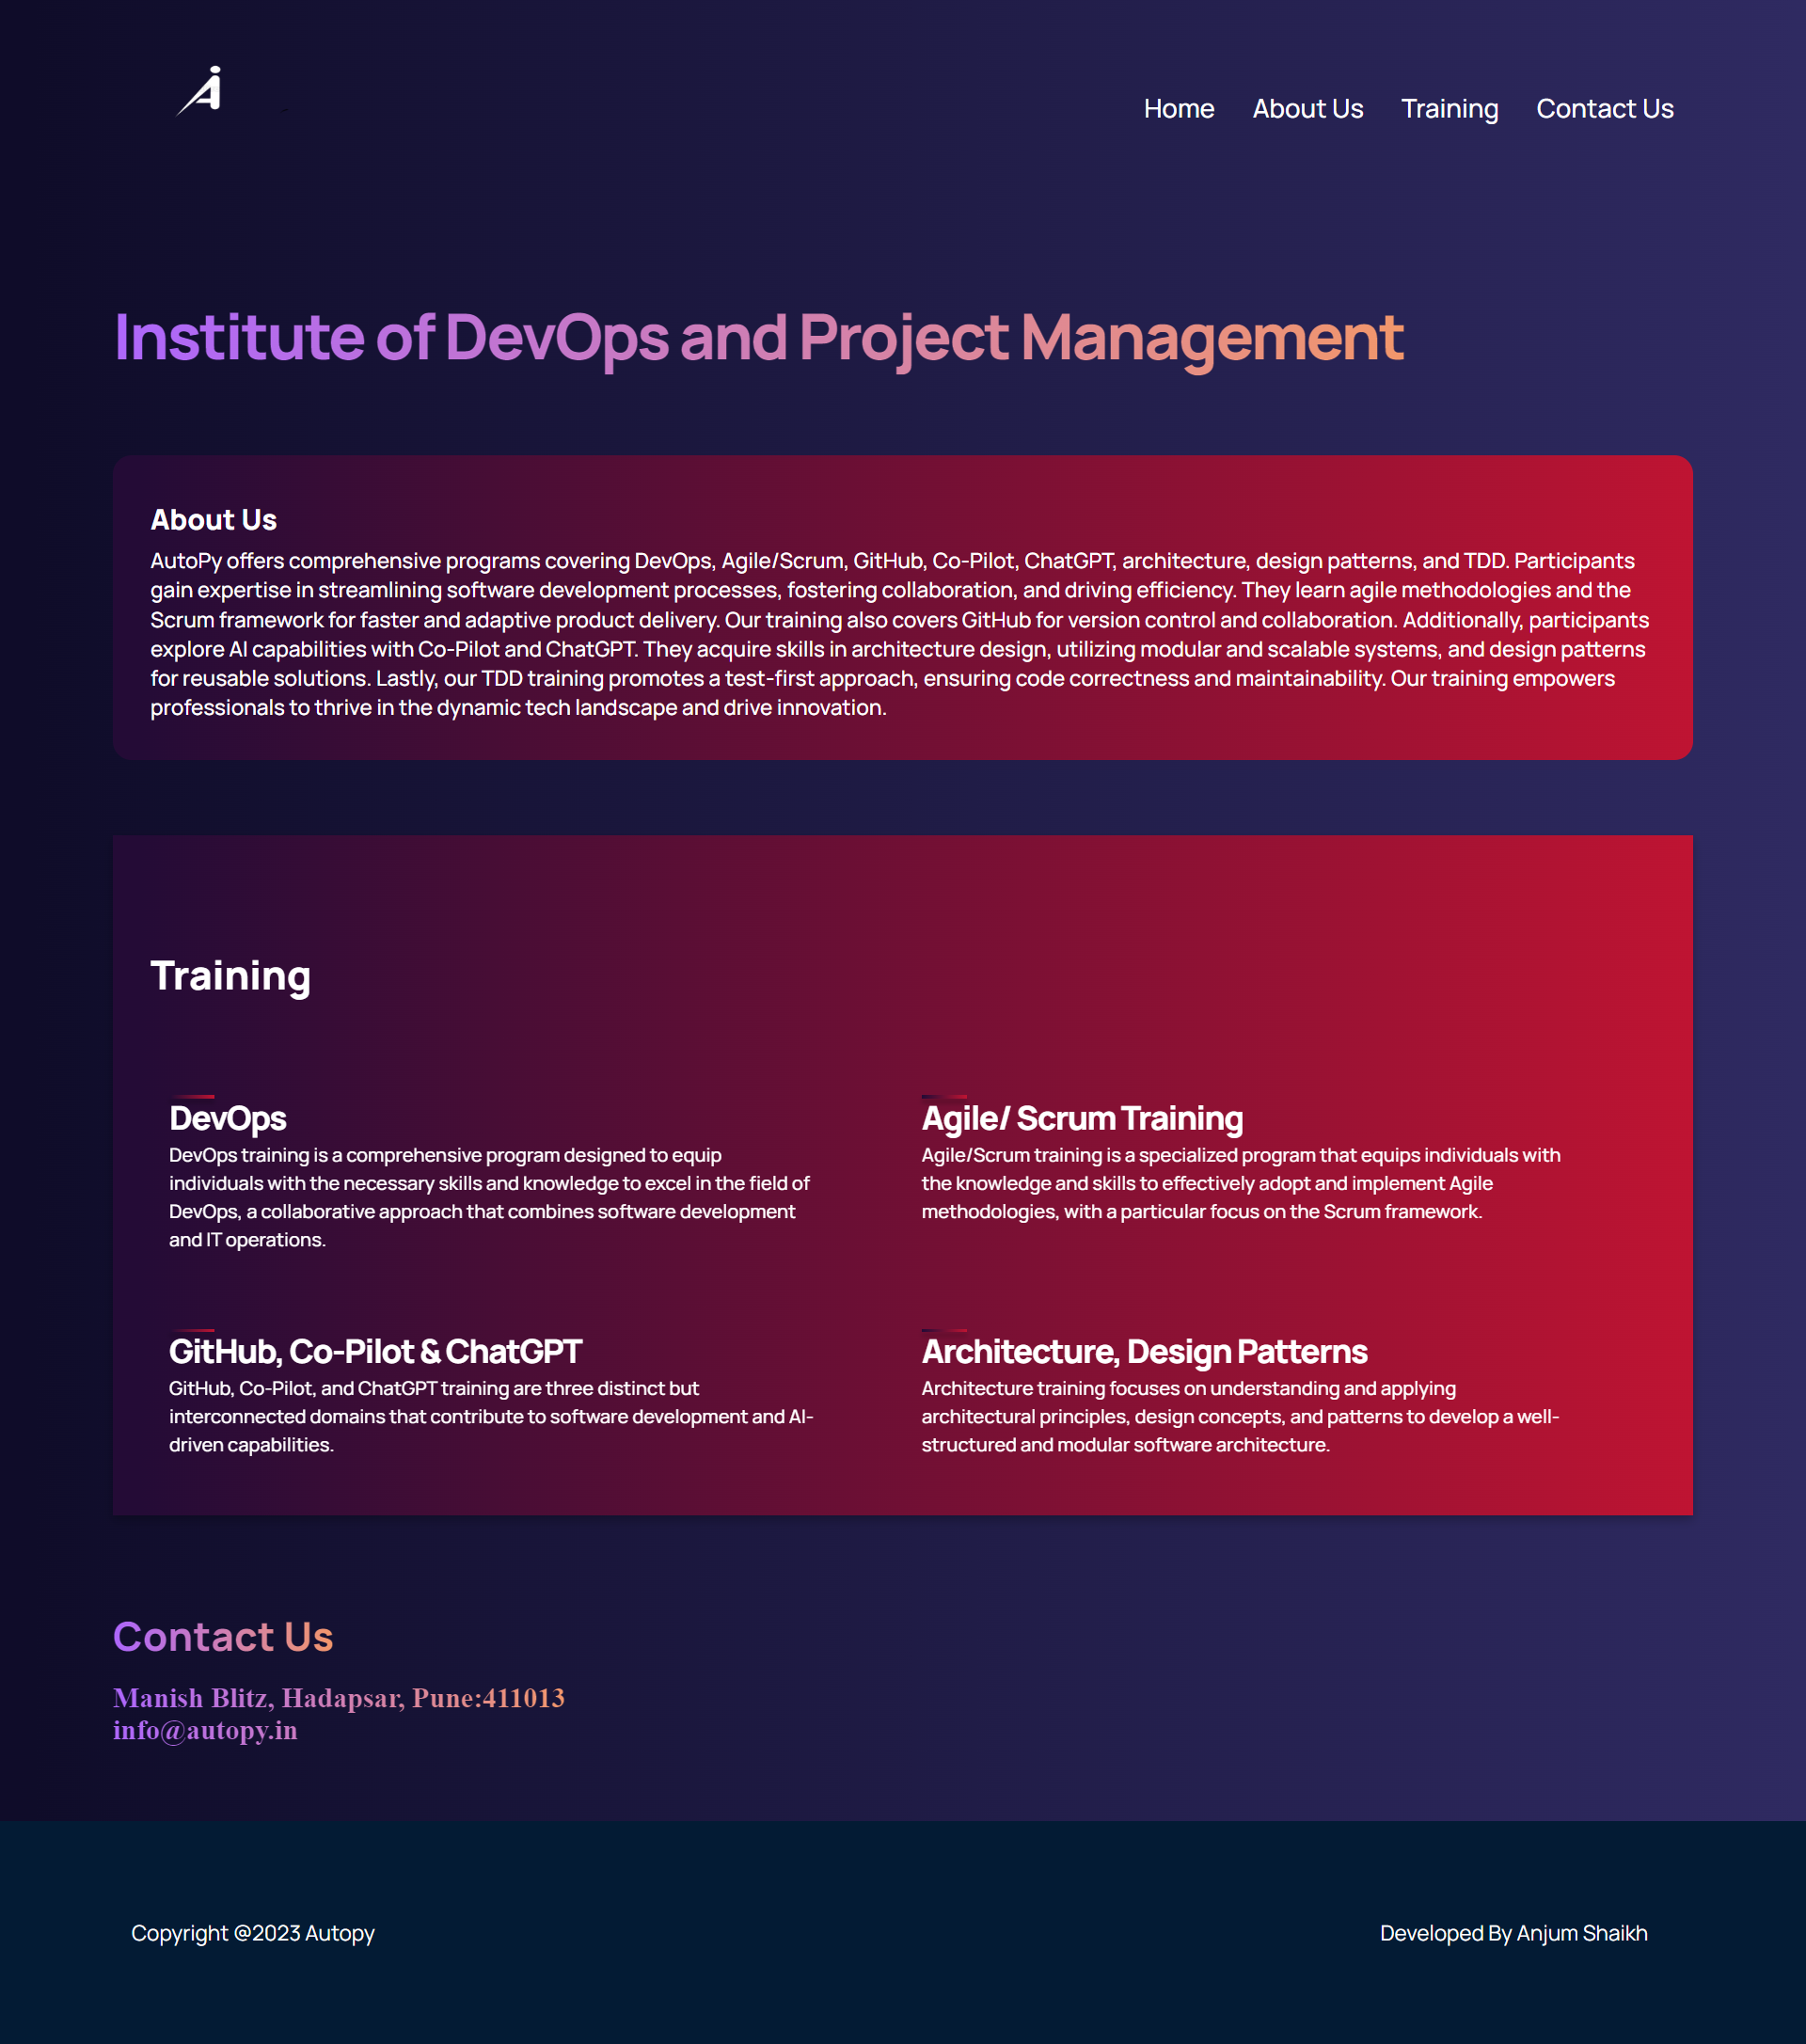 Home About Us Training Contact Us
Institute of DevOps and Project Management
About Us
AutoPy offers comprehensive programs covering DevOps, Agile/Scrum, GitHub, Co-Pilot, ChatGPT, architecture, design patterns, and TDD. Participants
gain expertise in streamlining software development processes, fostering collaboration, and driving efficiency. They learn agile methodologies and the
Scrum framework for faster and adaptive product delivery. Our training also covers GitHub for version control and collaboration. Additionally, participants
explore AI capabilities with Co-Pilot and ChatGPT. They acquire skills in architecture design, utilizing modular and scalable systems, and design patterns
for reusable solutions. Lastly, our TDD training promotes a test-first approach, ensuring code correctness and maintainability. Our training empowers
professionals to thrive in the dynamic tech landscape and drive innovation.
Training
DevOps
DevOps training is a comprehensive program designed to equip
individuals with the necessary skills and knowledge to excel in the field of
DevOps, a collaborative approach that combines software development
and IT operations.
Agile/ Scrum Training
Agile/Scrum training is a specialized program that equips individuals with
the knowledge and skills to effectively adopt and implement Agile
methodologies, with a particular focus on the Scrum framework.
GitHub, Co-Pilot & ChatGPT
GitHub, Co-Pilot, and ChatGPT training are three distinct but
interconnected domains that contribute to software development and AI-
driven capabilities.
Architecture, Design Patterns
Architecture training focuses on understanding and applying
architectural principles, design concepts, and patterns to develop a well-
structured and modular software architecture.
Contact Us
Manish Blitz, Hadapsar, Pune:411013
info@autopy.in
Copyright @2023 Autopy
Developed By Anjum Shaikh